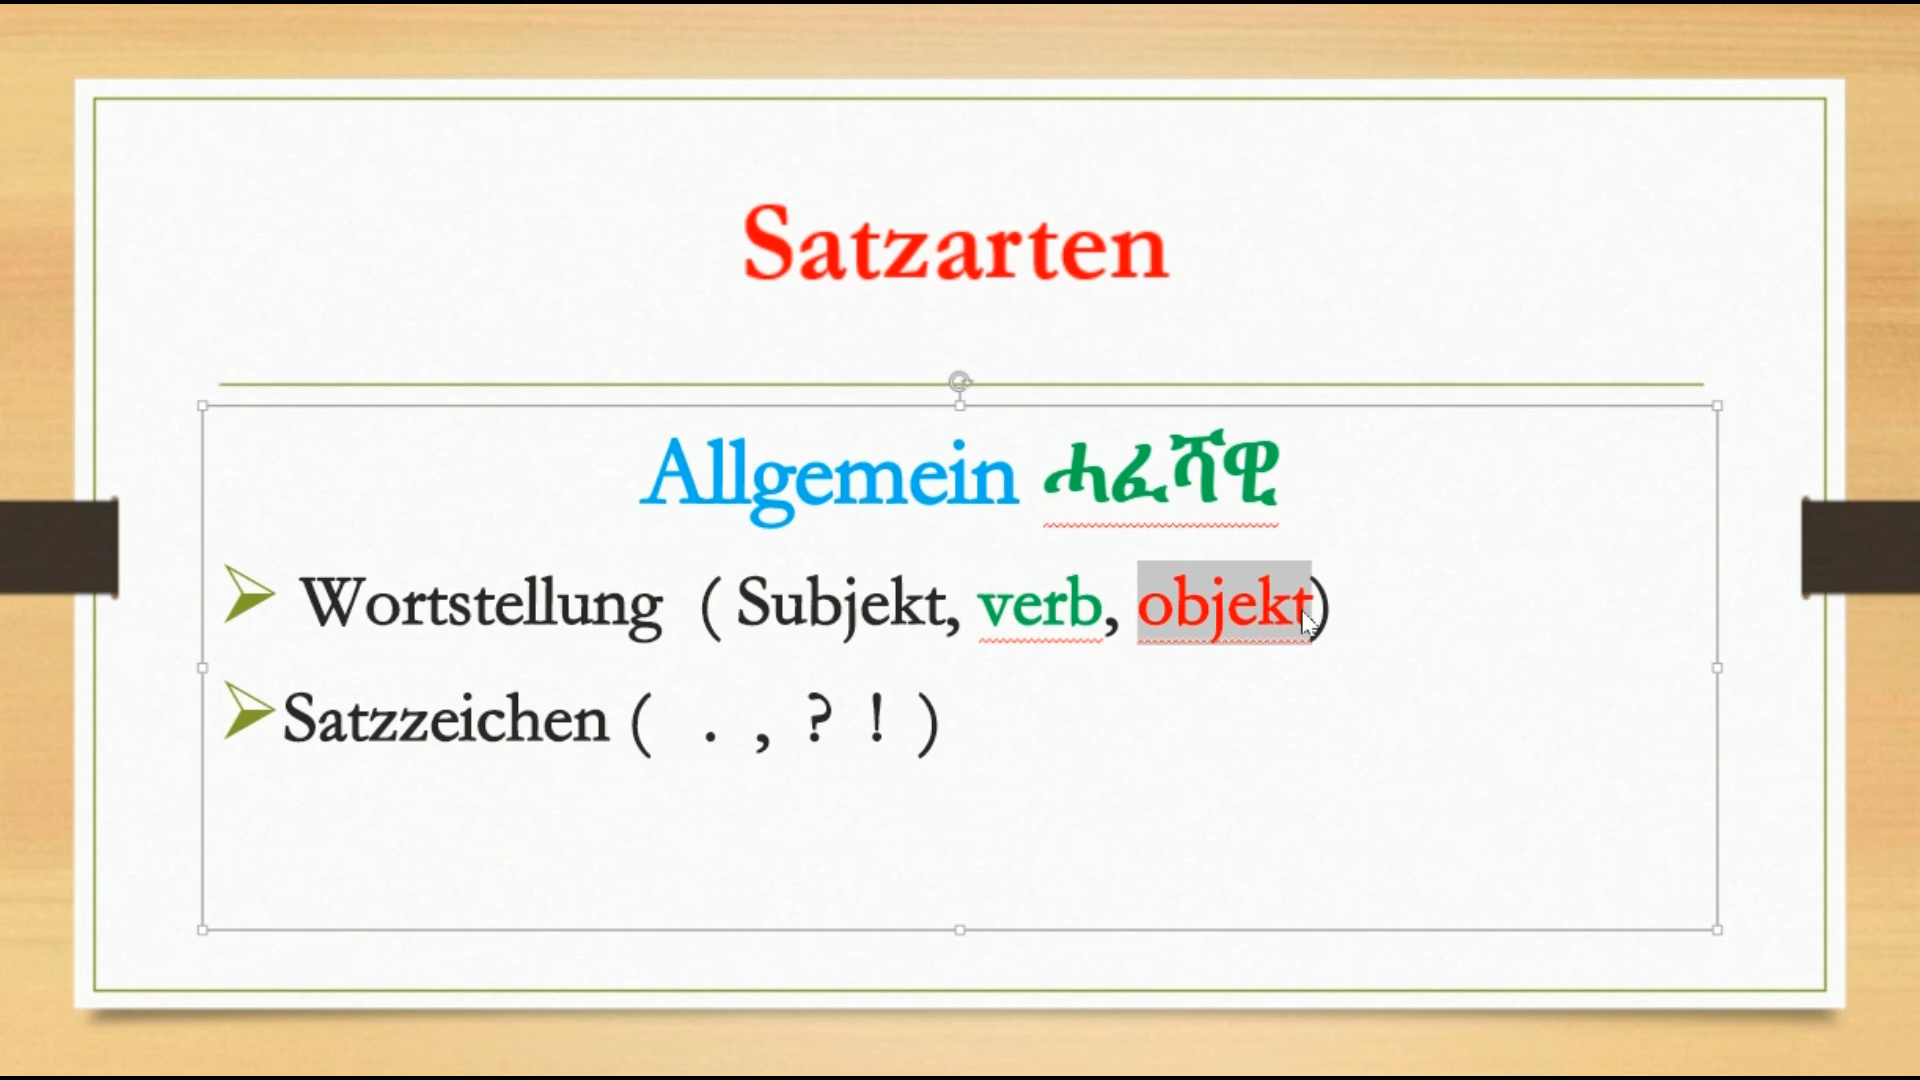 Satzarten
Allgemein ሓፈሻዊ
Wortstellung ( Subjekt, verb, objekt)
Satzzeichen ( . , ? ! )